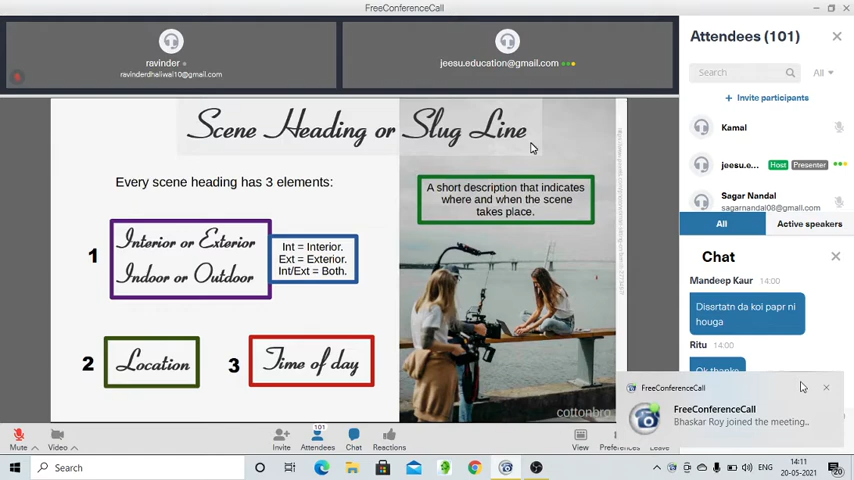 FreeConferenceCall
ravinder
ravinderdhaliwal10@gmail.com
jeesu.education@gmail.com
Scene Heading or Slug Line
Every scene heading has 3 elements:
A short description that indicates
where and when the scene
takes place.
1
Interior or Exterior
Indoor or Outdoor
Int = Interior.
Ext = Exterior.
Int/Ext = Both.
2
Location
3
Time of day
cottonbro
Attendees (101)
Search
All
+ Invite participants
Kamal
jeesu.e...
Host
Presenter
Sagar Nandal
sagarnandal08@gmail.com
All
Active speakers
Chat
Mandeep Kaur 14:00
Dissrtatn da koi papr ni
houga
Ritu 14:00
Ok thanks
FreeConferenceCall
FreeConferenceCall
Bhaskar Roy joined the meeting..
Mute
Video
Invite
101
Attendees
Chat
Reactions
View
Preferences
Leave
Search
ENG
14:11
20-05-2021
20